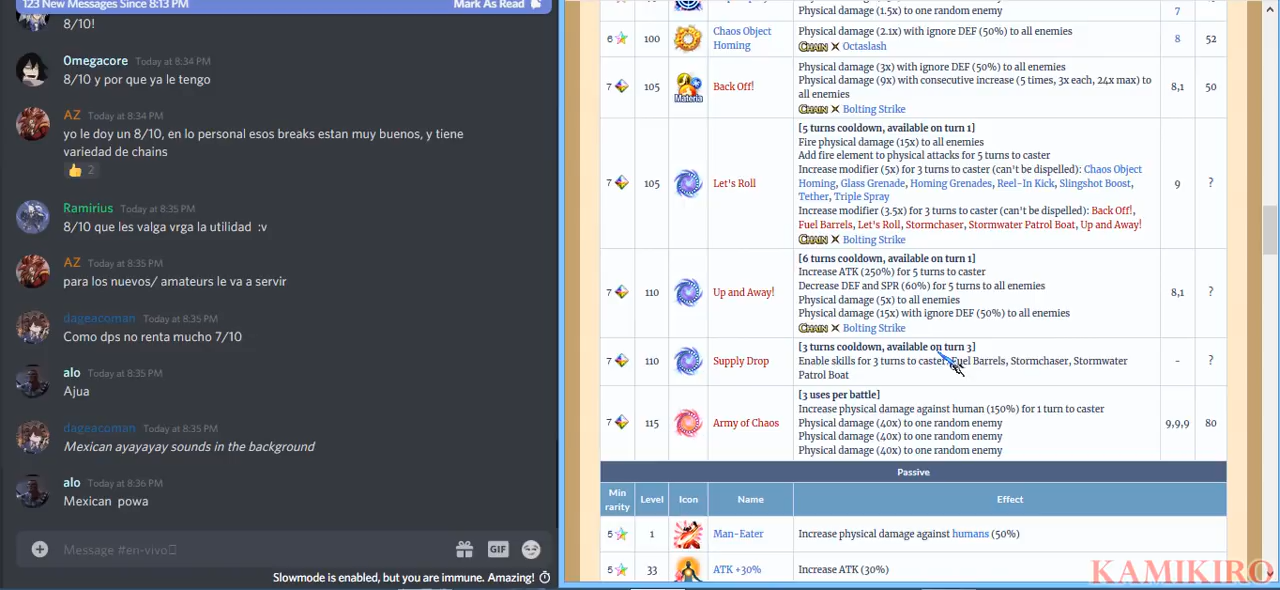 123 New Messages Since 8:13 PM
Mark As Read
8/10!
Omegacore Today at 8:34 PM
8/10 y por que ya le tengo
AZ Today at 8:34 PM
yo le doy un 8/10, en lo personal esos breaks estan muy buenos, y tiene
variedad de chains
👍 2
Ramirius Today at 8:35 PM
8/10 que les valga vrga la utilidad :v
AZ Today at 8:35 PM
para los nuevos/ amateurs le va a servir
dageacoman Today at 8:35 PM
Como dps no renta mucho 7/10
alo Today at 8:35 PM
Ajua
dageacoman Today at 8:35 PM
Mexican ayayayay sounds in the background
alo Today at 8:36 PM
Mexican powa
Message #en-vivo
GIF
Slowmode is enabled, but you are immune. Amazing!
Physical damage (1.5x) to one random enemy
7
6 100 Chaos Object
Homing
Physical damage (2.1x) with ignore DEF (50%) to all enemies
CHAIN X Octaslash
8 52
7 105 Materia Back Off!
Physical damage (3x) with ignore DEF (50%) to all enemies
Physical damage (9x) with consecutive increase (5 times, 3x each, 24x max) to
all enemies
CHAIN X Bolting Strike
8,1 50
7 105 Let's Roll
[5 turns cooldown, available on turn 1]
Fire physical damage (15x) to all enemies
Add fire element to physical attacks for 5 turns to caster
Increase modifier (5x) for 3 turns to caster (can't be dispelled): Chaos Object
Homing, Glass Grenade, Homing Grenades, Reel-In Kick, Slingshot Boost,
Tether, Triple Spray
Increase modifier (3.5x) for 3 turns to caster (can't be dispelled): Back Off!,
Fuel Barrels, Let's Roll, Stormchaser, Stormwater Patrol Boat, Up and Away!
CHAIN X Bolting Strike
9 ?
7 110 Up and Away!
[6 turns cooldown, available on turn 1]
Increase ATK (250%) for 5 turns to caster
Decrease DEF and SPR (60%) for 5 turns to all enemies
Physical damage (5x) to all enemies
Physical damage (15x) with ignore DEF (50%) to all enemies
CHAIN X Bolting Strike
8,1 ?
7 110 Supply Drop
[3 turns cooldown, available on turn 3]
Enable skills for 3 turns to caster: Fuel Barrels, Stormchaser, Stormwater
Patrol Boat
- ?
7 115 Army of Chaos
[3 uses per battle]
Increase physical damage against human (150%) for 1 turn to caster
Physical damage (40x) to one random enemy
Physical damage (40x) to one random enemy
Physical damage (40x) to one random enemy
9,9,9 80
Passive
Min
rarity
Level Icon Name Effect
5 1 Man-Eater Increase physical damage against humans (50%)
5 33 ATK +30% Increase ATK (30%)
KAMIKIRO